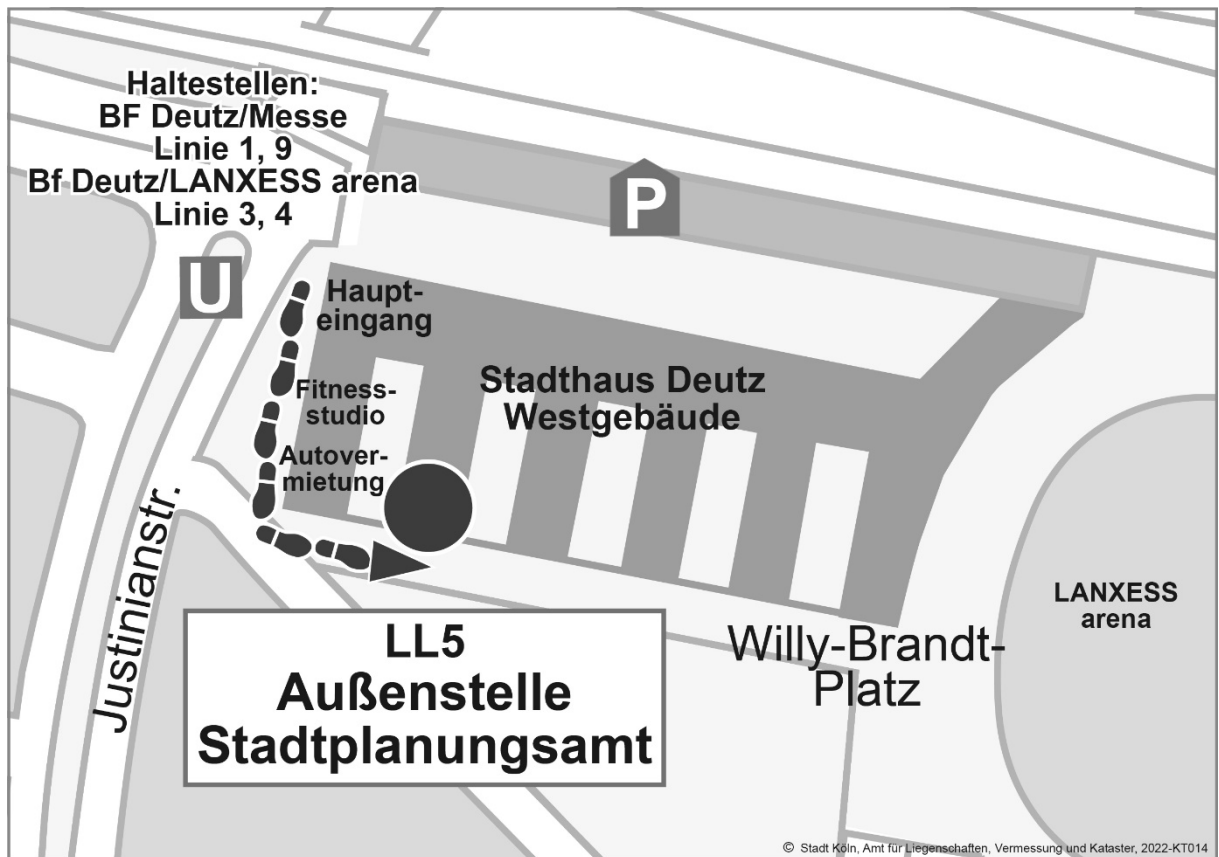 Haltestellen:
BF Deutz/Messe
Linie 1, 9
Bf Deutz/LANXESS arena
Linie 3, 4
P
U
Haupt-
eingang
Fitness-
studio
Autover-
mietung
Stadthaus Deutz
Westgebäude
Justinianstr.
LANXESS
arena
Willy-Brandt-
Platz
LL5
Außenstelle
Stadtplanungsamt
© Stadt Köln, Amt für Liegenschaften, Vermessung und Kataster, 2022-KT014